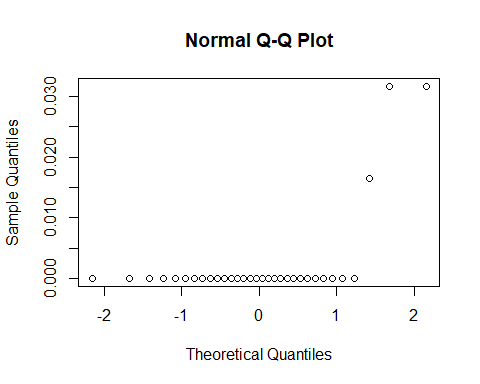 Normal Q-Q Plot
Sample Quantiles
0.030
0.020
0.010
0.000
-2 -1 0 1 2
Theoretical Quantiles